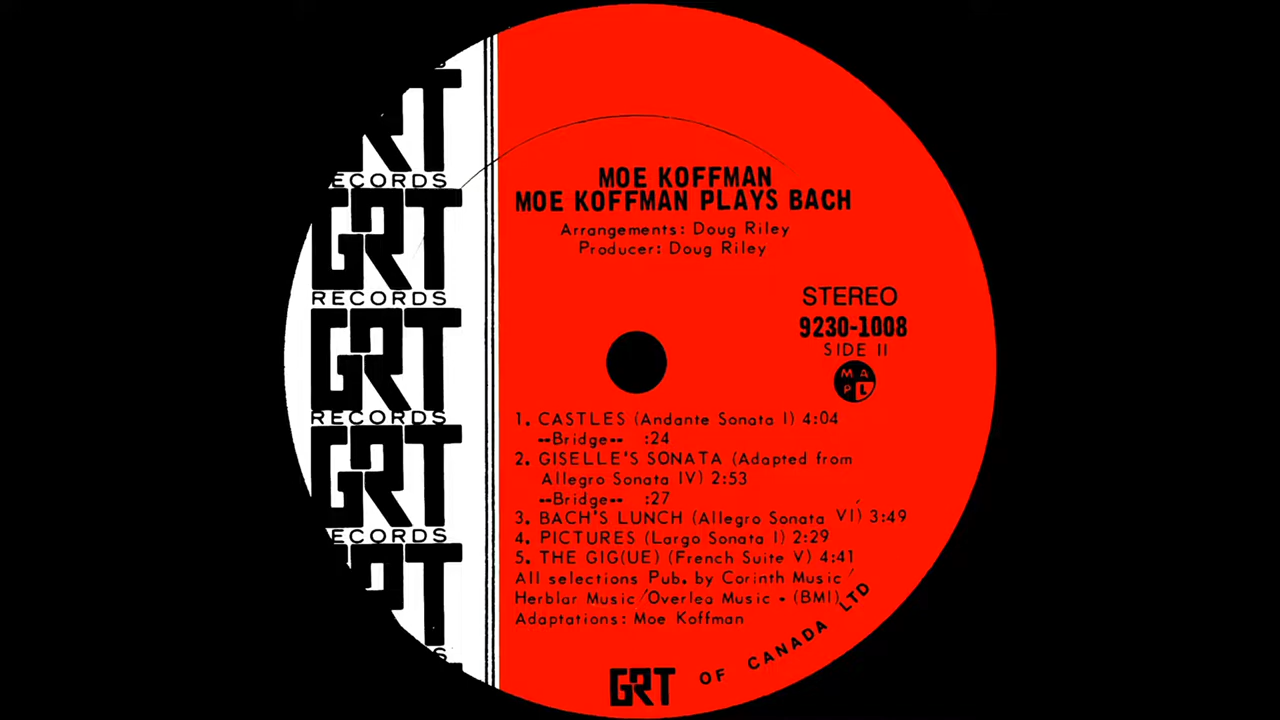 RT
ECORDS
GRT
RECORDS
GRT
RECORDS
GRT
ECORDS
MOE KOFFMAN
MOE KOFFMAN PLAYS BACH
Arrangements: Doug Riley
Producer: Doug Riley
STEREO
9230-1008
SIDE II
M A
P L
1. CASTLES (Andante Sonata I) 4:04
--Bridge-- :24
2. GISELLE'S SONATA (Adapted from
Allegro Sonata IV) 2:53
--Bridge-- :27
3. BACH'S LUNCH (Allegro Sonata VI) 3:49
4. PICTURES (Largo Sonata I) 2:29
5. THE GIG(UE) (French Suite V) 4:41
All selections Pub. by Corinth Music/
Herblar Music/Overlea Music - (BMI)
Adaptations: Moe Koffman
GRT OF CANADA LTD